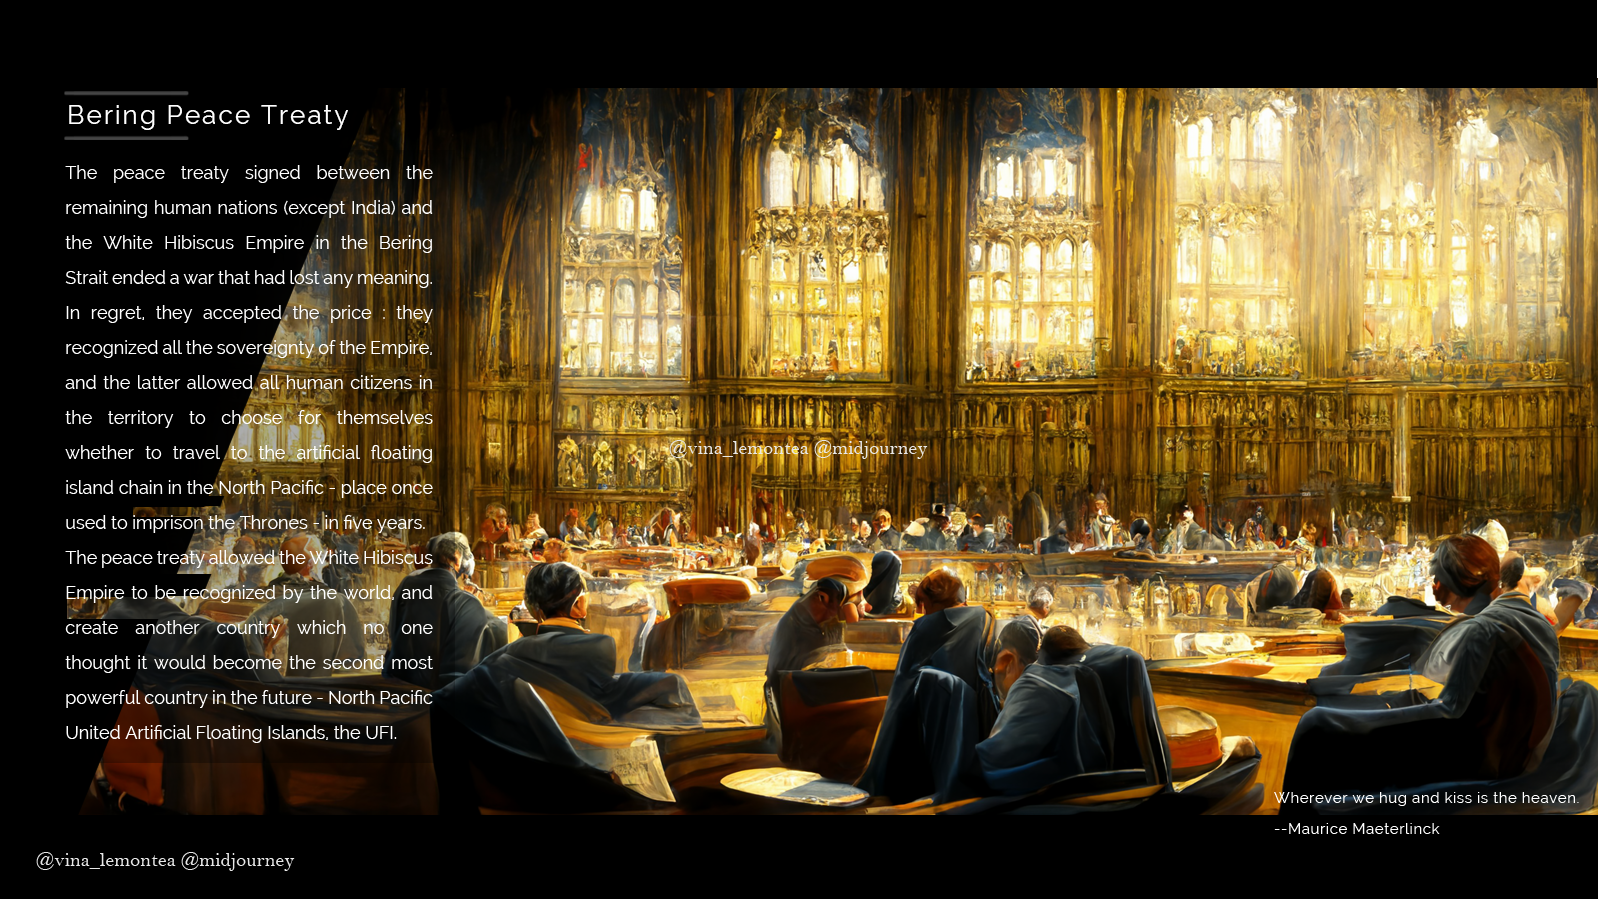 Bering Peace Treaty
The peace treaty signed between the
remaining human nations (except India) and
the White Hibiscus Empire in the Bering
Strait ended a war that had lost any meaning.
In regret, they accepted the price : they
recognized all the sovereignty of the Empire,
and the latter allowed all human citizens in
the territory to choose for themselves
whether to travel to the artificial floating
island chain in the North Pacific - place once
used to imprison the Thrones - in five years.
The peace treaty allowed the White Hibiscus
Empire to be recognized by the world, and
create another country which no one
thought it would become the second most
powerful country in the future - North Pacific
United Artificial Floating Islands, the UFI.
@vina_lemontea @midjourney
Wherever we hug and kiss is the heaven.
--Maurice Maeterlinck
@vina_lemontea @midjourney